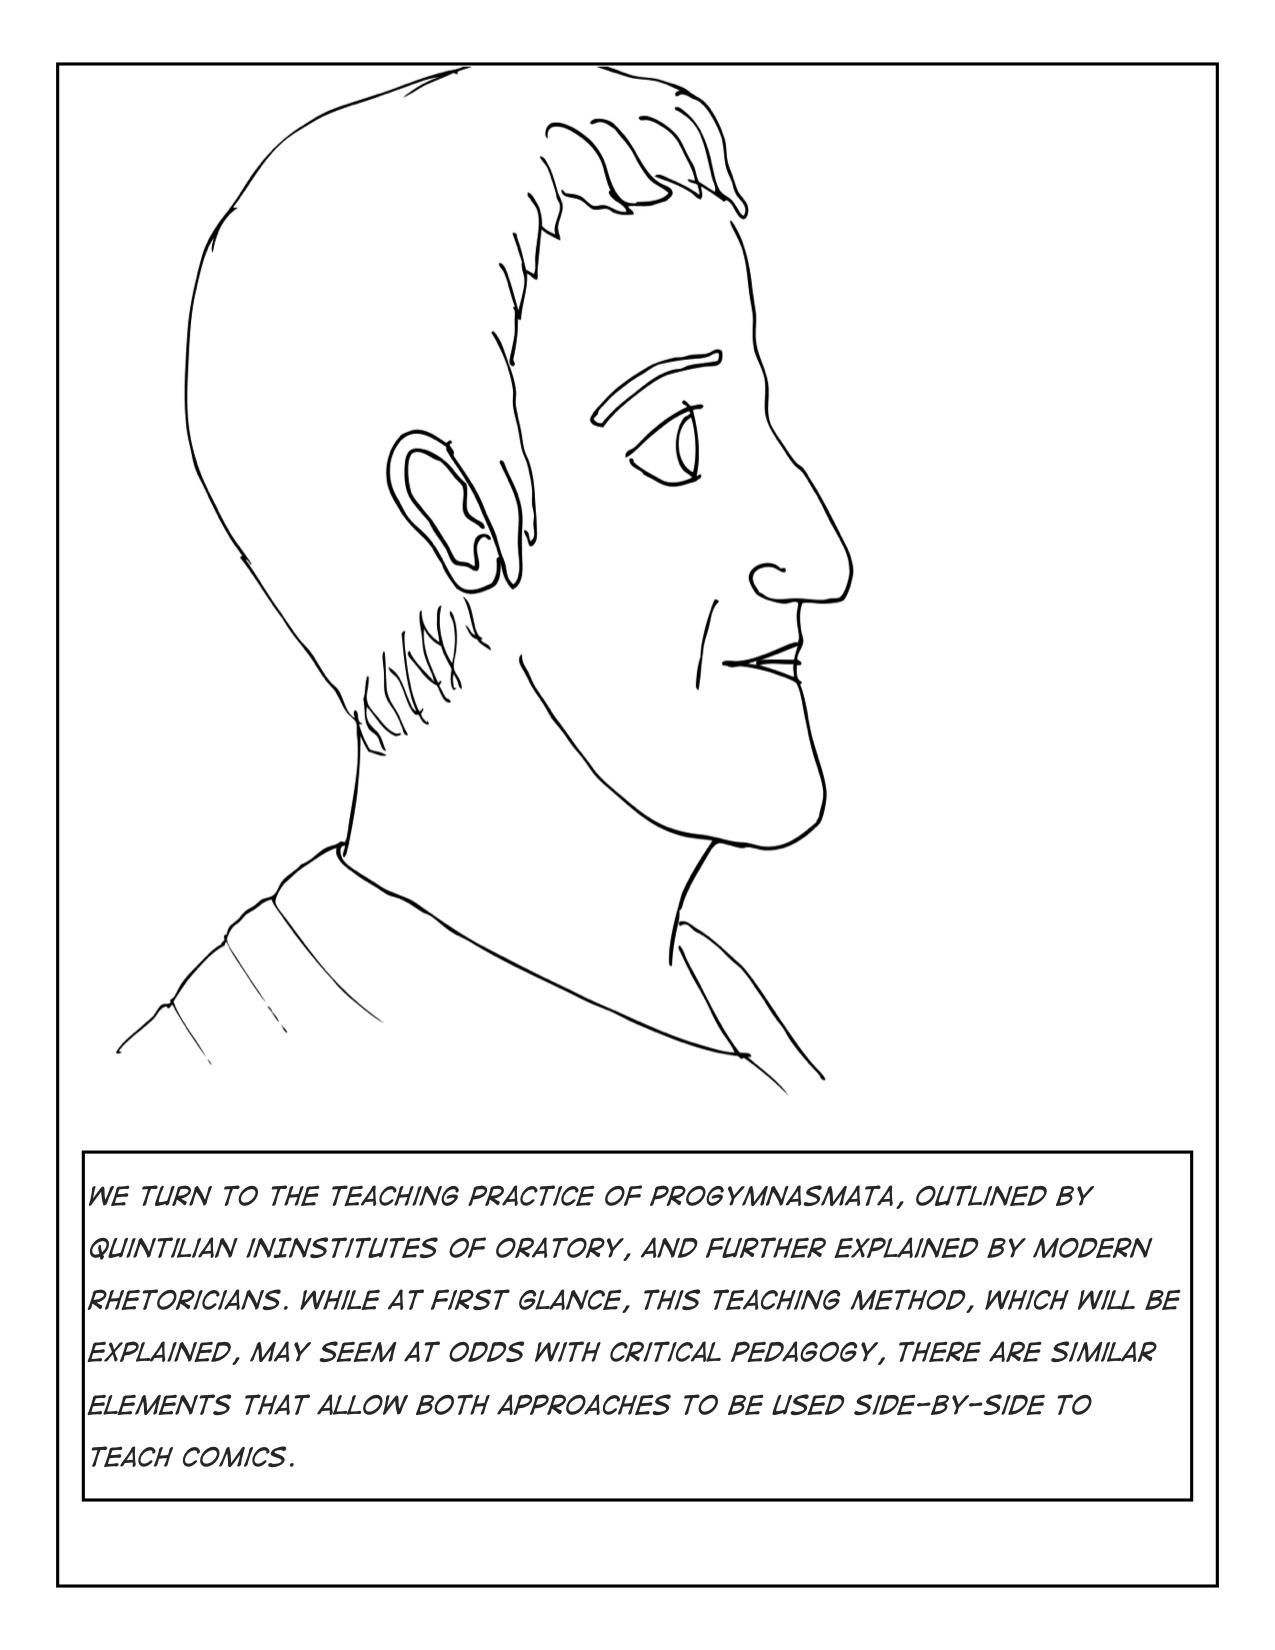 WE TURN TO THE TEACHING PRACTICE OF PROGYMNASMATA, OUTLINED BY
QUINTILIAN ININSTITUTES OF ORATORY, AND FURTHER EXPLAINED BY MODERN
RHETORICIANS. WHILE AT FIRST GLANCE, THIS TEACHING METHOD, WHICH WILL BE
EXPLAINED, MAY SEEM AT ODDS WITH CRITICAL PEDAGOGY, THERE ARE SIMILAR
ELEMENTS THAT ALLOW BOTH APPROACHES TO BE USED SIDE-BY-SIDE TO
TEACH COMICS.